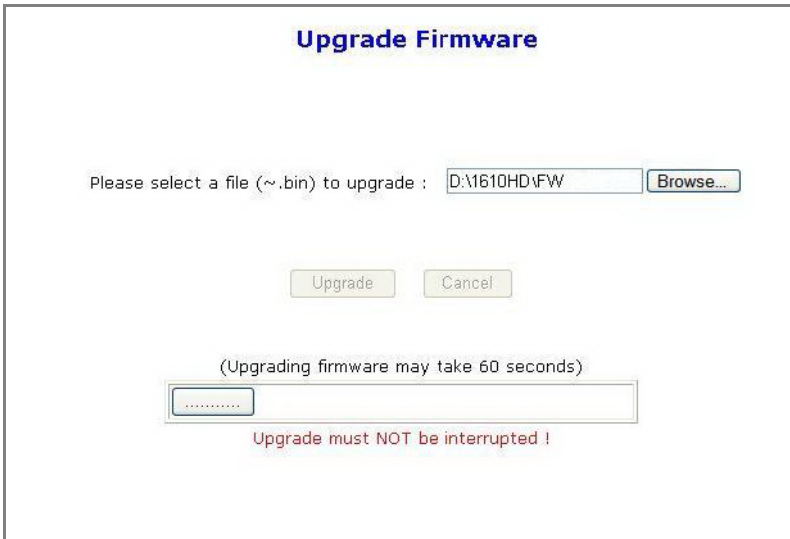 Upgrade Firmware
Please select a file (~.bin) to upgrade : D:\1610HD\FW Browse...
Upgrade Cancel
(Upgrading firmware may take 60 seconds)
...........
Upgrade must NOT be interrupted !